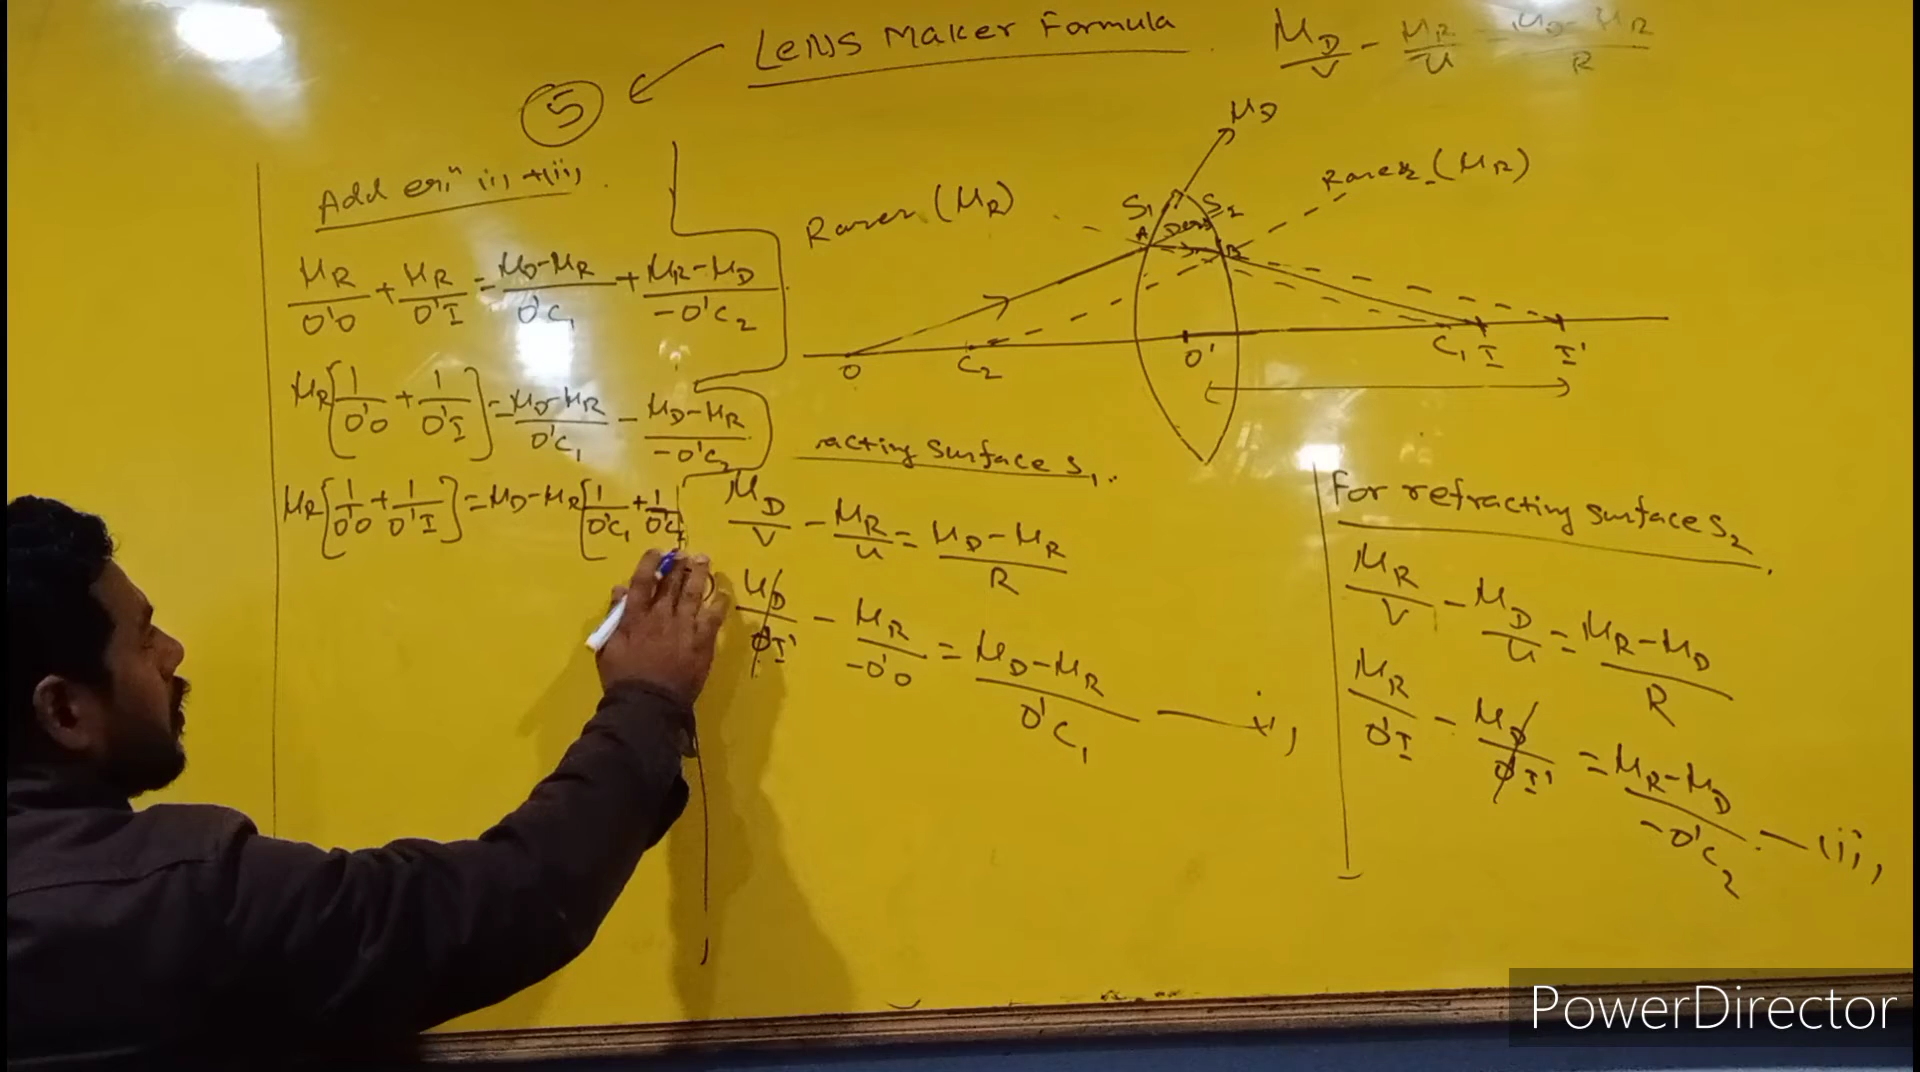 LENS Maker Formula
μD/V - μR/u = μD-μR/R
5
Add eqn (i) + (ii)
μR/O'O + μR/O'I = μD-μR/O'C1 + μR-μD/-O'C2
μR[1/O'O + 1/O'I] = μD-μR/O'C1 - μD-μR/-O'C2
μR[1/O'O + 1/O'I] = μD-μR[1/O'C1 + 1/O'C2
μD
Rarer (μR)
S1
S2
Rarer (μR)
A
B
O
C2
O'
C1
I
I'
racting surface S1.
μD/V - μR/u = μD-μR/R
μD/O'I' - μR/-O'O = μD-μR/O'C1 — i)
For refracting surface S2
μR/V - μD/u = μR-μD/R
μR/O'I - μD/O'I' = μR-μD/-O'C2 — (ii)
PowerDirector